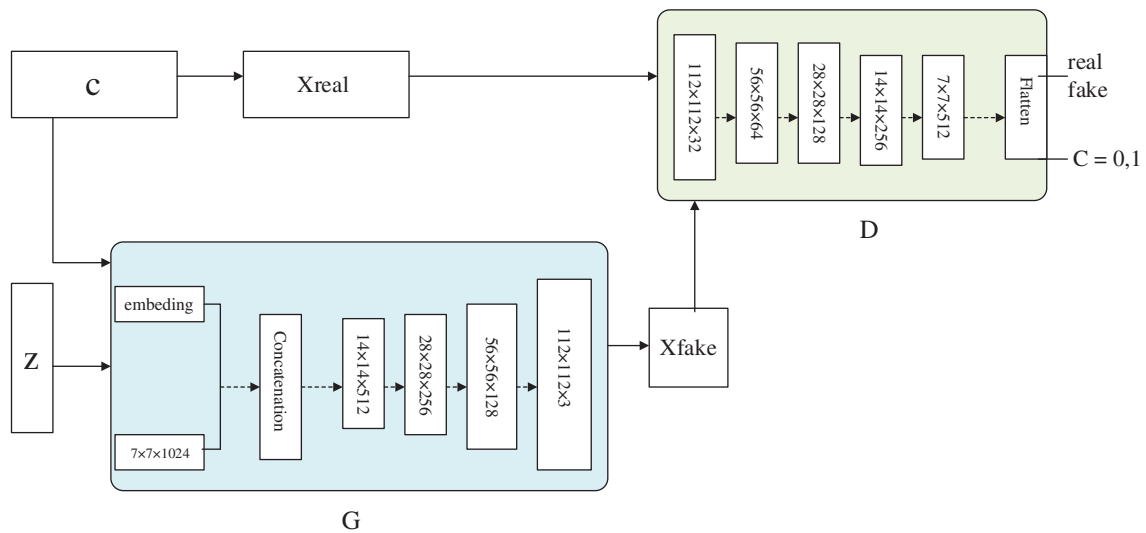 c
Xreal
112×112×32
56×56×64
28×28×128
14×14×256
7×7×512
Flatten
real
fake
C = 0,1
D
z
embeding
7×7×1024
Concatenation
14×14×512
28×28×256
56×56×128
112×112×3
Xfake
G